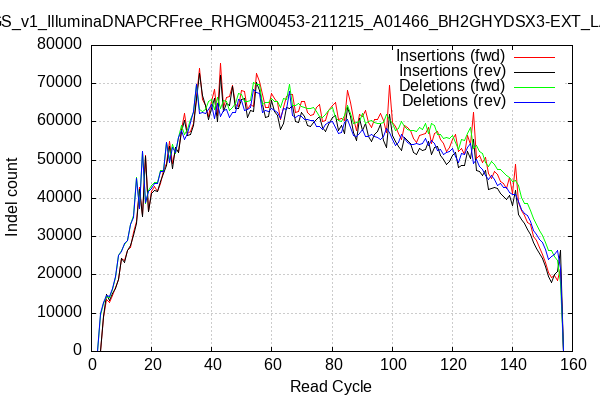 GS_v1_IlluminaDNAPCRFree_RHGM00453-211215_A01466_BH2GHYDSX3-EXT_L
80000
70000
60000
50000
40000
30000
20000
10000
0
Indel count
Insertions (fwd)
Insertions (rev)
Deletions (fwd)
Deletions (rev)
0 20 40 60 80 100 120 140 160
Read Cycle